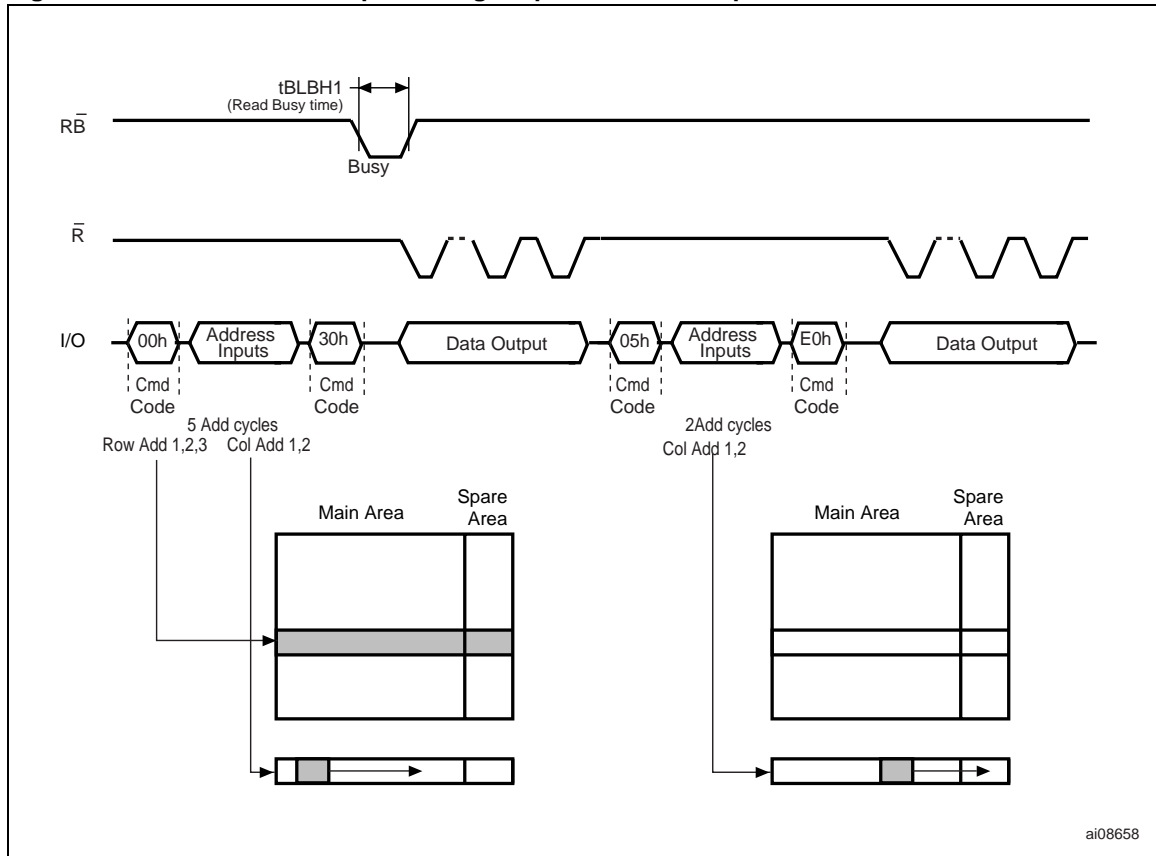 tBLBH1
(Read Busy time)
RB̅
Busy
R̅
I/O
00h
Address
Inputs
30h
Data Output
05h
Address
Inputs
E0h
Data Output
Cmd
Code
Cmd
Code
Cmd
Code
Cmd
Code
5 Add cycles
Row Add 1,2,3
Col Add 1,2
2Add cycles
Col Add 1,2
Main Area
Spare
Area
Main Area
Spare
Area
ai08658